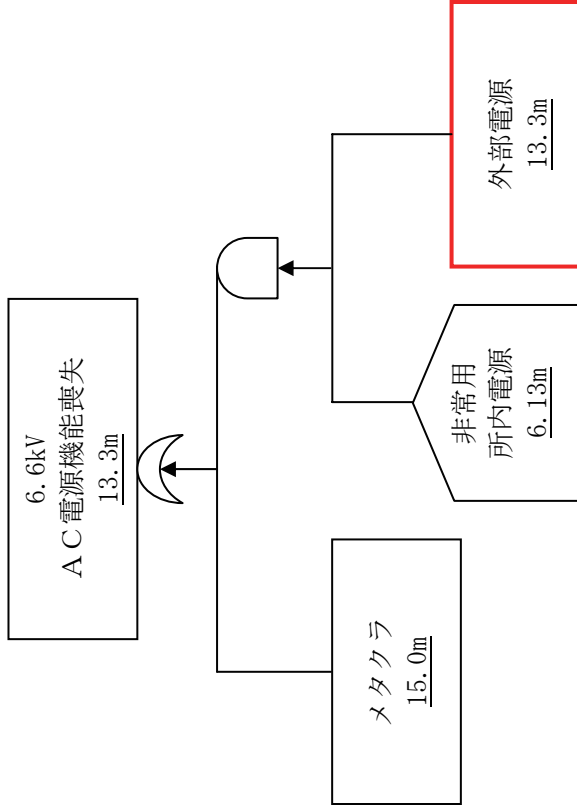 6.6kV
ＡＣ電源機能喪失
13.3m
メタクラ
15.0m
非常用
所内電源
6.13m
外部電源
13.3m